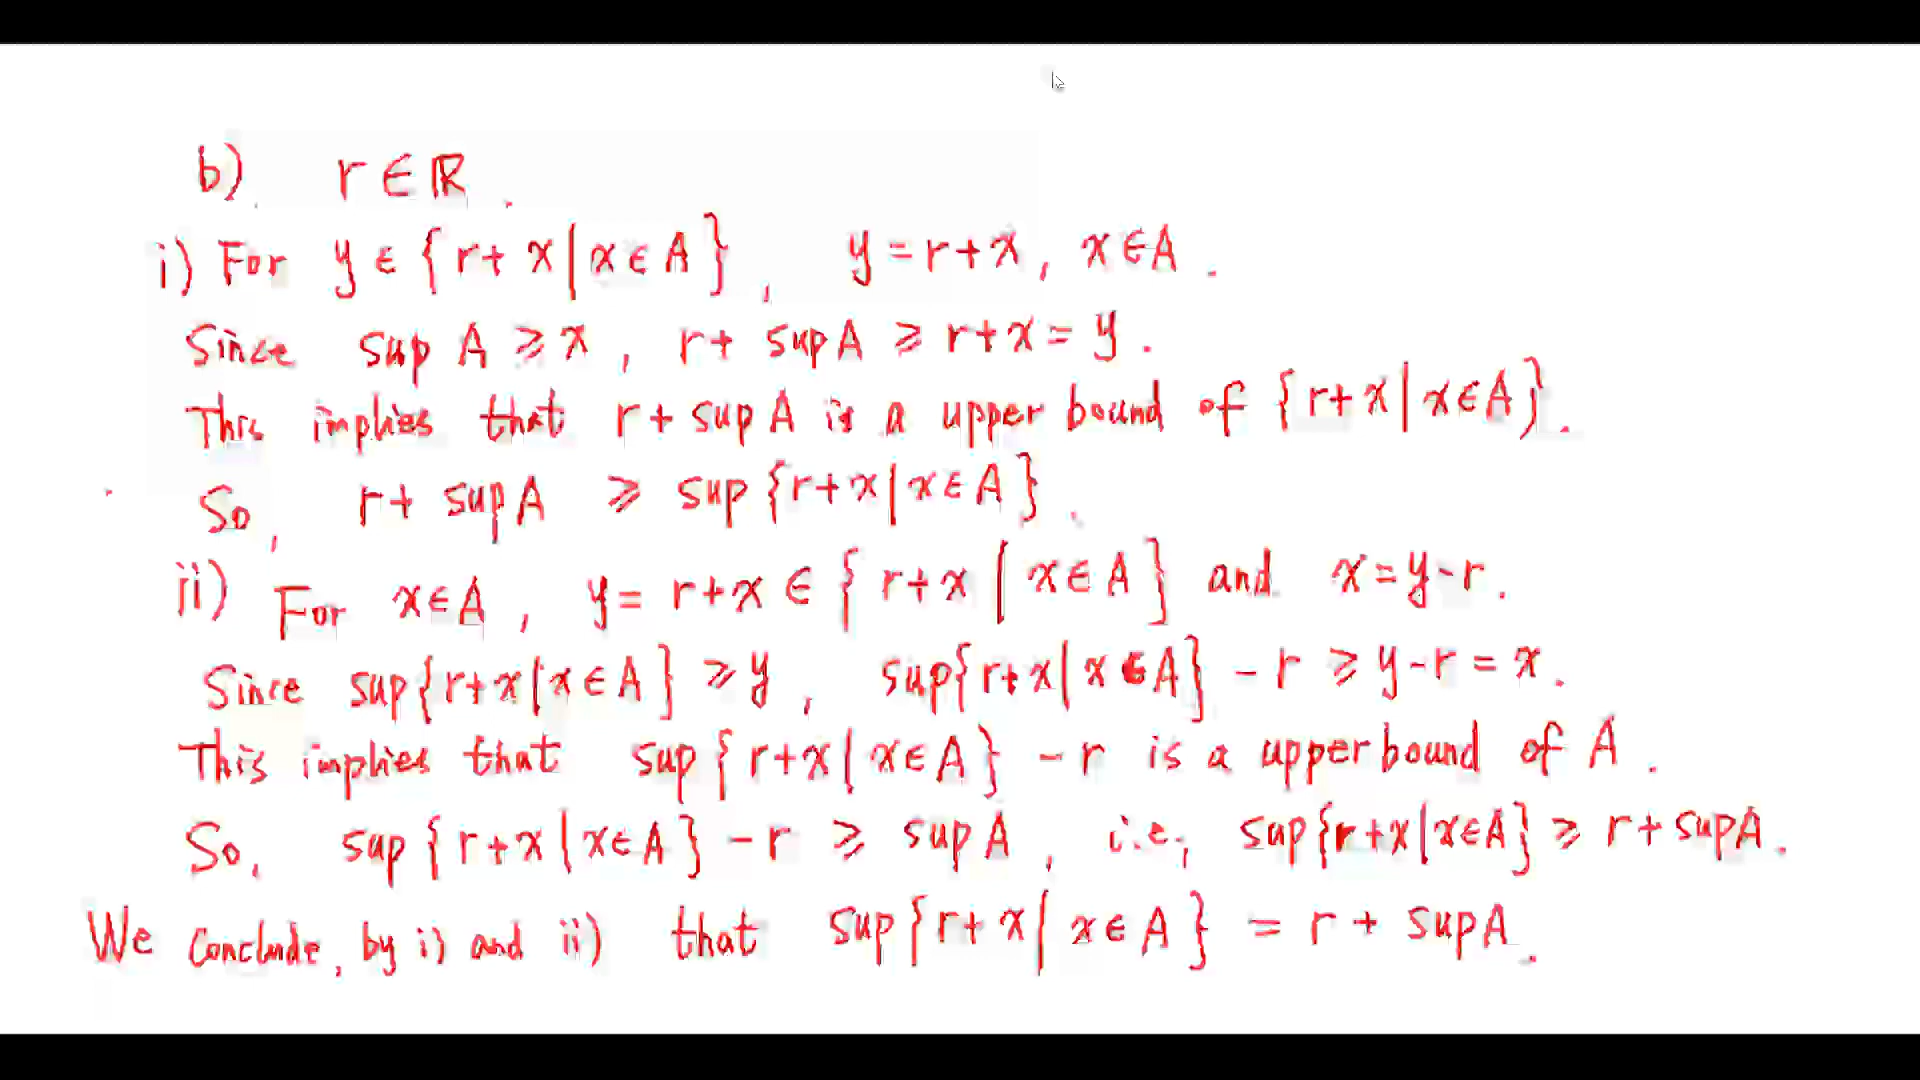 b). r ∈ ℝ.
i) For y ∈ {r+x | x ∈ A}, y = r+x, x ∈ A.
Since sup A ⩾ x, r + sup A ⩾ r+x = y.
This implies that r + sup A is a upper bound of {r+x | x ∈ A}.
So, r + sup A ⩾ sup {r+x | x ∈ A}.
ii) For x ∈ A, y = r+x ∈ {r+x | x ∈ A} and x = y-r.
Since sup{r+x | x ∈ A} ⩾ y, sup{r+x | x ∈ A} - r ⩾ y-r = x.
This implies that sup {r+x | x ∈ A} - r is a upper bound of A.
So, sup {r+x | x ∈ A} - r ⩾ sup A, i.e, sup{r+x | x ∈ A} ⩾ r + sup A.
We conclude, by i) and ii) that sup{r+x | x ∈ A} = r + sup A.